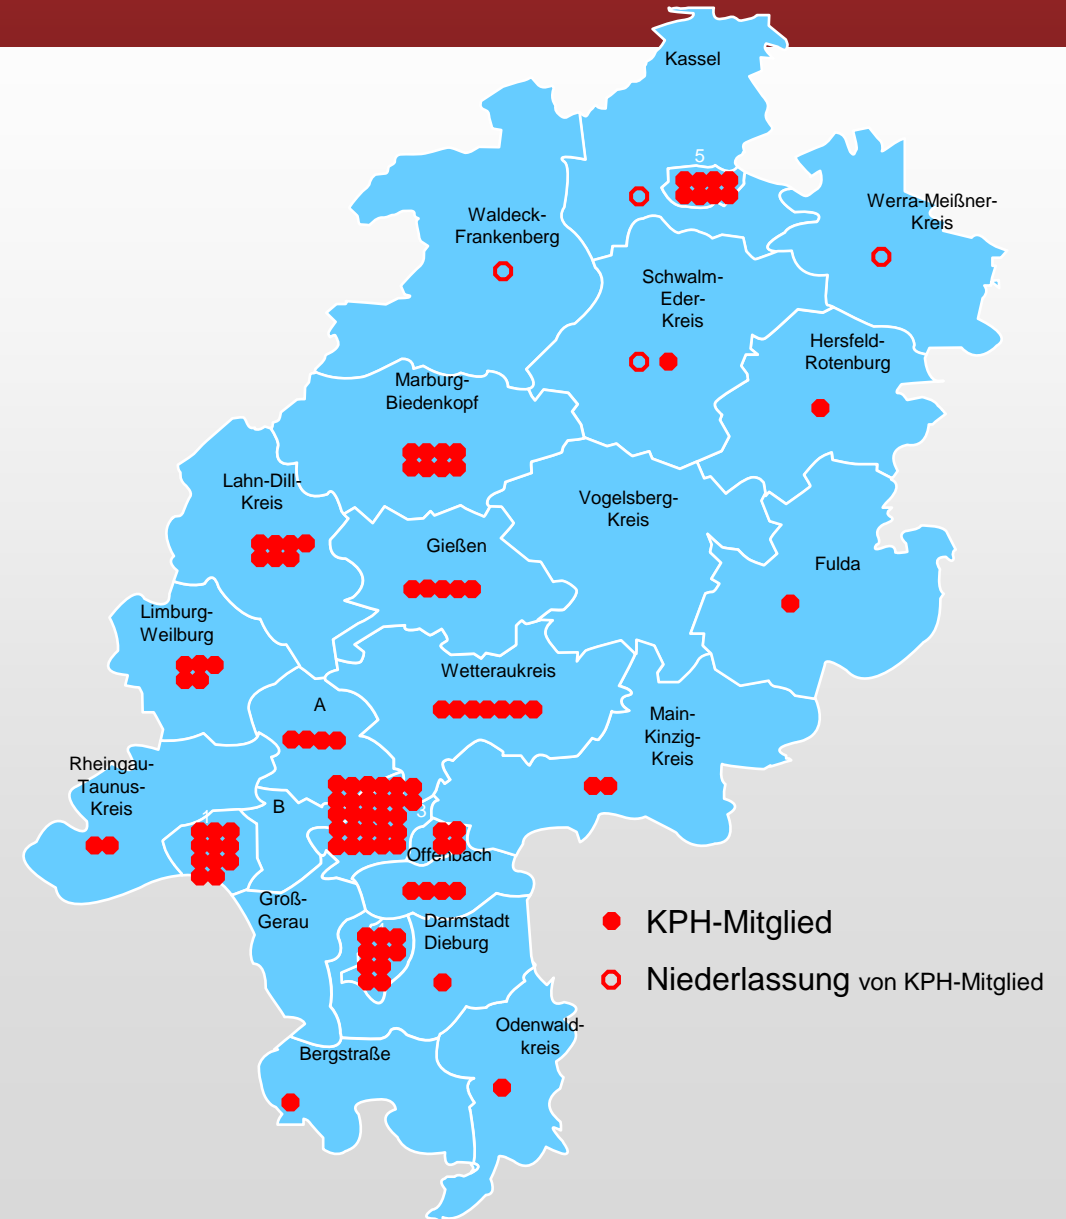 Kassel
5
Werra-Meißner-
Kreis
Waldeck-
Frankenberg
Schwalm-
Eder-
Kreis
Hersfeld-
Rotenburg
Marburg-
Biedenkopf
Lahn-Dill-
Kreis
Vogelsberg-
Kreis
Gießen
Fulda
Limburg-
Weilburg
Wetteraukreis
A
Main-
Kinzig-
Kreis
Rheingau-
Taunus-
Kreis
B
3
1
Offenbach
Groß-
Gerau
Darmstadt
Dieburg
KPH-Mitglied
Niederlassung von KPH-Mitglied
Odenwald-
kreis
Bergstraße